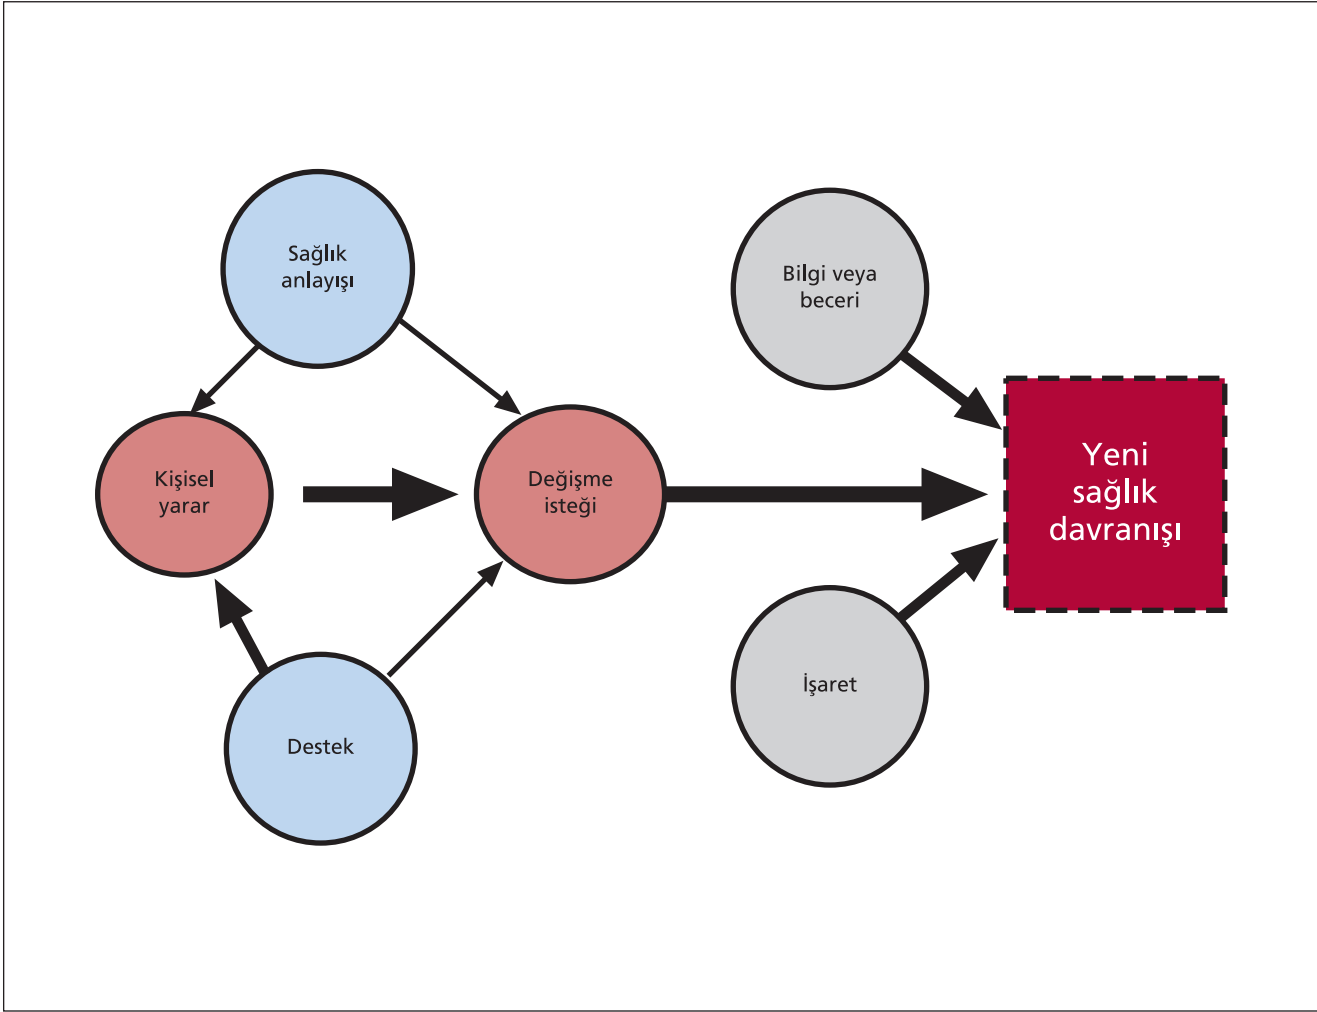 Sağlık
anlayışı
Bilgi veya
beceri
Kişisel
yarar
Değişme
isteği
Yeni
sağlık
davranışı
İşaret
Destek